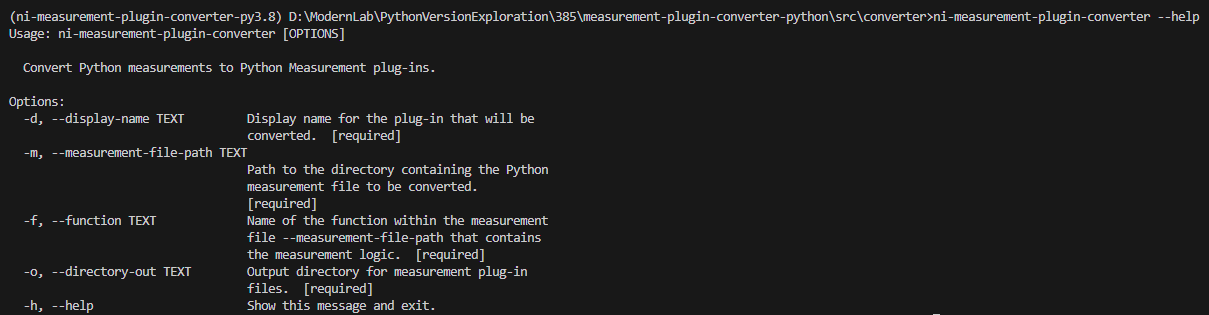 (ni-measurement-plugin-converter-py3.8) D:\ModernLab\PythonVersionExploration\385\measurement-plugin-converter-python\src\converter>ni-measurement-plugin-converter --help
Usage: ni-measurement-plugin-converter [OPTIONS]
Convert Python measurements to Python Measurement plug-ins.
Options:
-d, --display-name TEXT Display name for the plug-in that will be
converted. [required]
-m, --measurement-file-path TEXT
Path to the directory containing the Python
measurement file to be converted.
[required]
-f, --function TEXT Name of the function within the measurement
file --measurement-file-path that contains
the measurement logic. [required]
-o, --directory-out TEXT Output directory for measurement plug-in
files. [required]
-h, --help Show this message and exit.